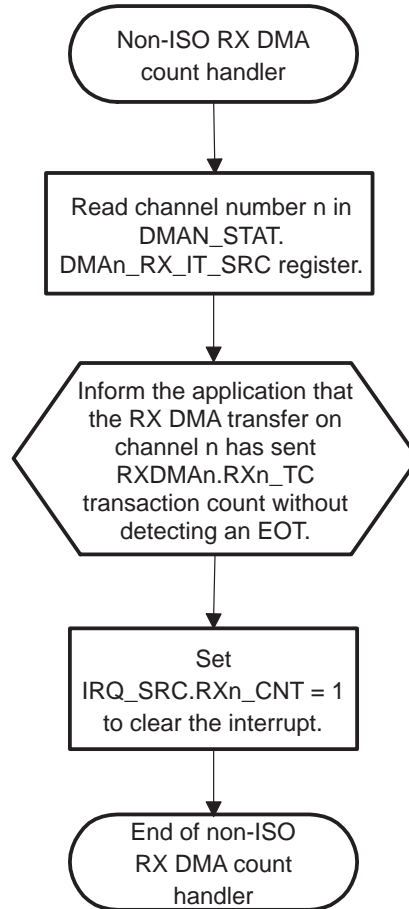 Non-ISO RX DMA
count handler
Read channel number n in
DMAN_STAT.
DMAn_RX_IT_SRC register.
Inform the application that
the RX DMA transfer on
channel n has sent
RXDMAn.RXn_TC
transaction count without
detecting an EOT.
Set
IRQ_SRC.RXn_CNT = 1
to clear the interrupt.
End of non-ISO
RX DMA count
handler